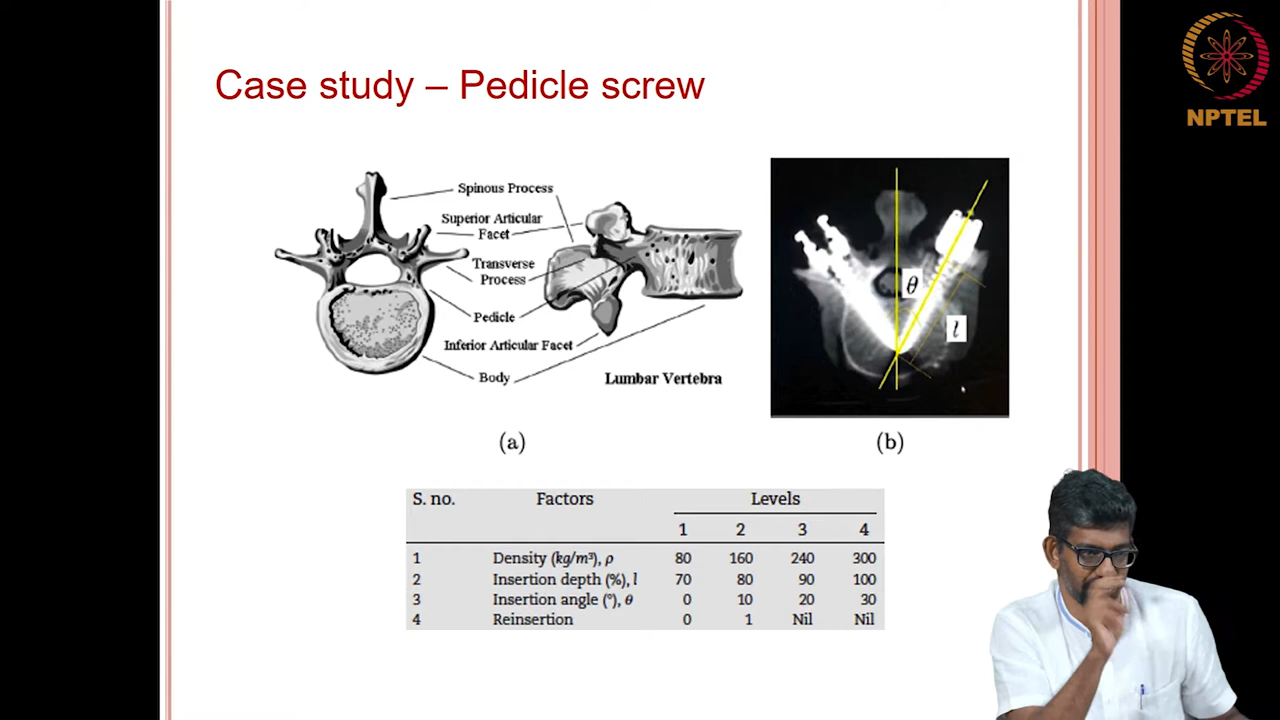 Case study – Pedicle screw
NPTEL
Spinous Process
Superior Articular
Facet
Transverse
Process
Pedicle
Inferior Articular Facet
Body
Lumbar Vertebra
θ
l
(a)
(b)
S. no. Factors Levels
1 2 3 4
1 Density (kg/m³), ρ 80 160 240 300
2 Insertion depth (%), l 70 80 90 100
3 Insertion angle (°), θ 0 10 20 30
4 Reinsertion 0 1 Nil Nil